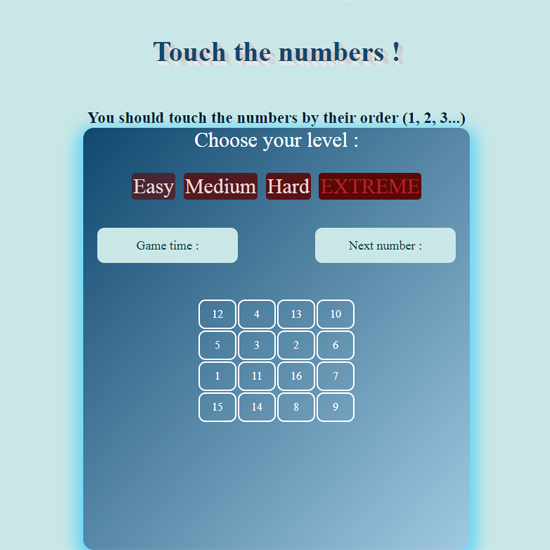 Touch the numbers !
You should touch the numbers by their order (1, 2, 3...)
Choose your level :
Easy Medium Hard EXTREME
Game time : Next number :
12 4 13 10
5 3 2 6
1 11 16 7
15 14 8 9